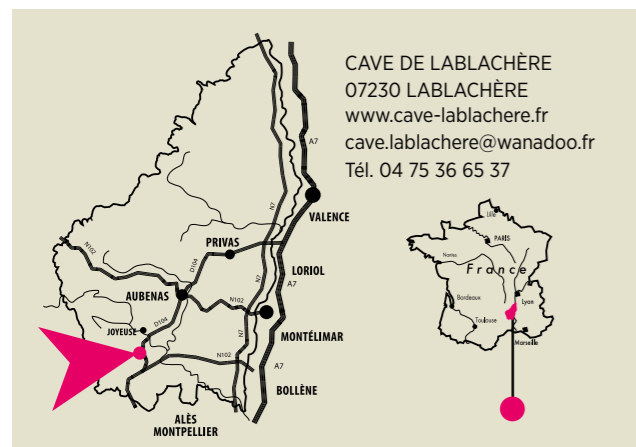 CAVE DE LABLACHÈRE
07230 LABLACHÈRE
www.cave-lablachere.fr
cave.lablachere@wanadoo.fr
Tél. 04 75 36 65 37
A7
N7
VALENCE
PRIVAS
N102
D104
LORIOL
N7
A7
AUBENAS
N102
JOYEUSE
D104
MONTÉLIMAR
N7
N102
A7
BOLLÈNE
ALÈS
MONTPELLIER
Lille
PARIS
Nantes
France
Lyon
Bordeaux
Toulouse
Marseille